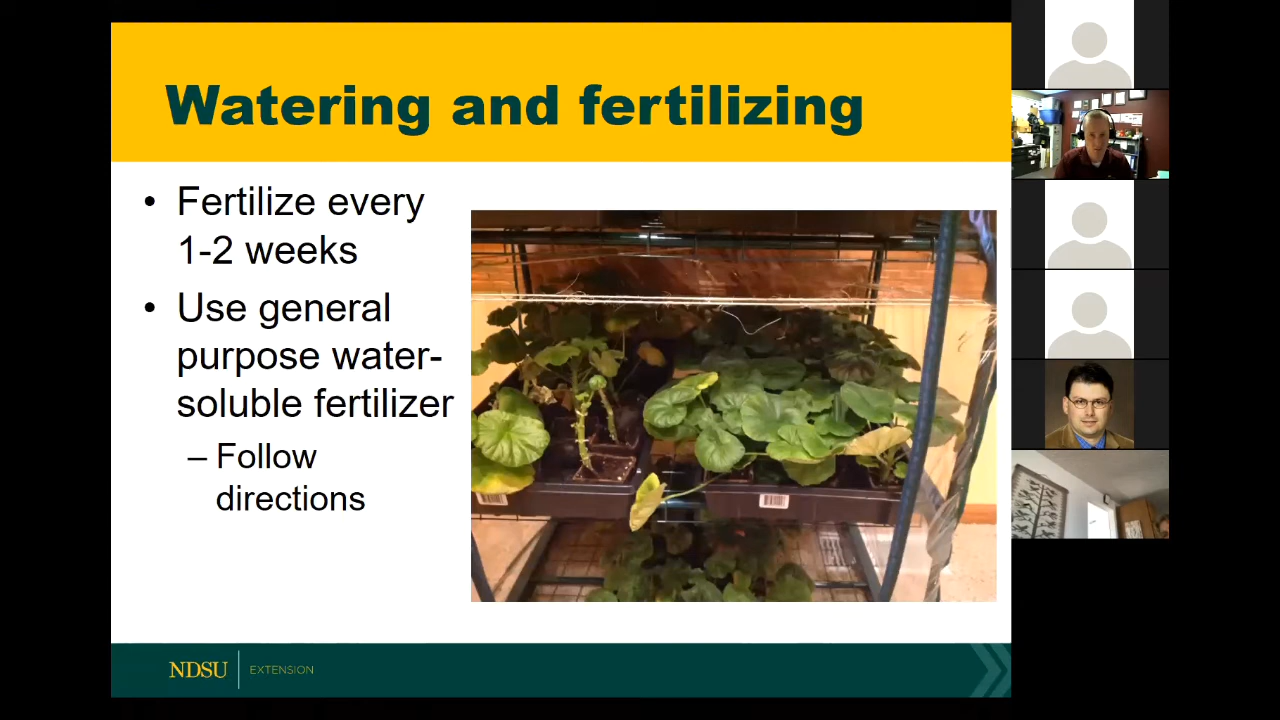 Watering and fertilizing
• Fertilize every
1-2 weeks
• Use general
purpose water-
soluble fertilizer
– Follow
directions
NDSU EXTENSION